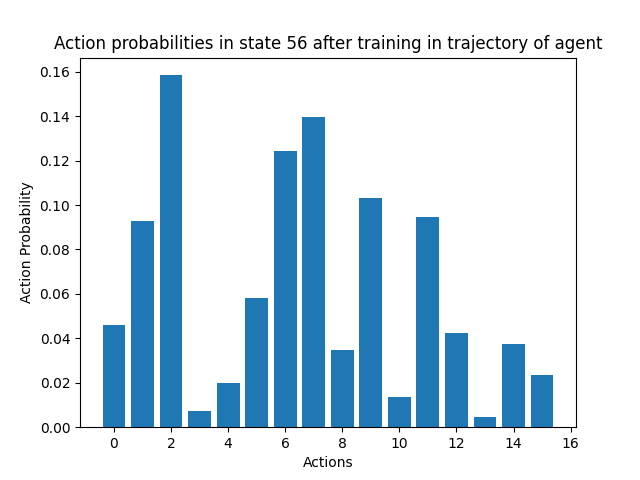 Action probabilities in state 56 after training in trajectory of agent
0.16
0.14
0.12
0.10
0.08
0.06
0.04
0.02
0.00
Action Probability
0 2 4 6 8 10 12 14 16
Actions